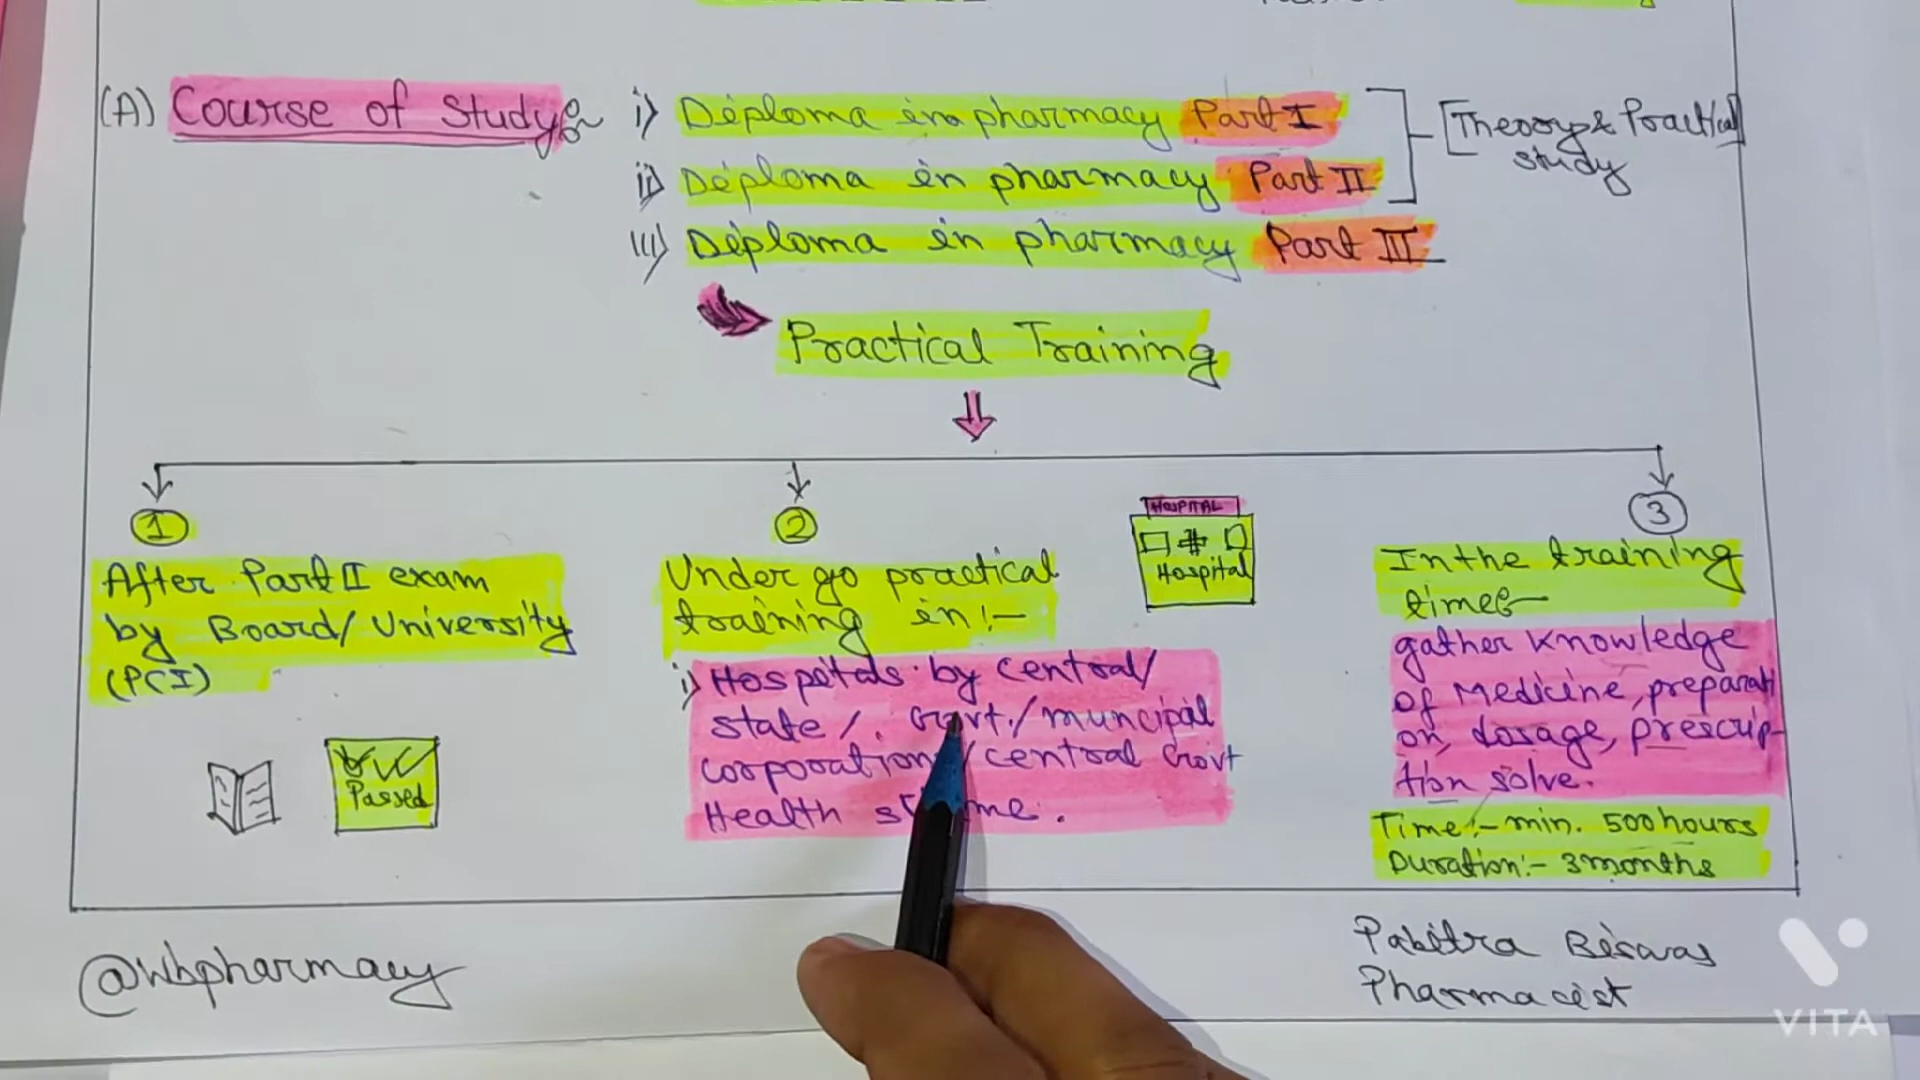 (A) Course of Study:~ i) Diploma in pharmacy Part I
ii) Diploma in pharmacy Part II
[Theory & Practical]
study
III) Diploma in pharmacy Part III
Practical Training
1
After Part II exam
by Board/University
(PCI)
Passed
2
Under go practical
training in:-
i) Hospitals by central/
state/. Govt./muncipal
corporation/central Govt
Health me.
HOSPITAL
Hospital
3
In the training
time:-
gather knowledge
of Medicine, preparati
on, dosage, prescrip-
tion solve.
Time:- min. 500 hours
Duration:- 3 months
@wbpharmacy
Pabitra Biswas
Pharmacist
VITA